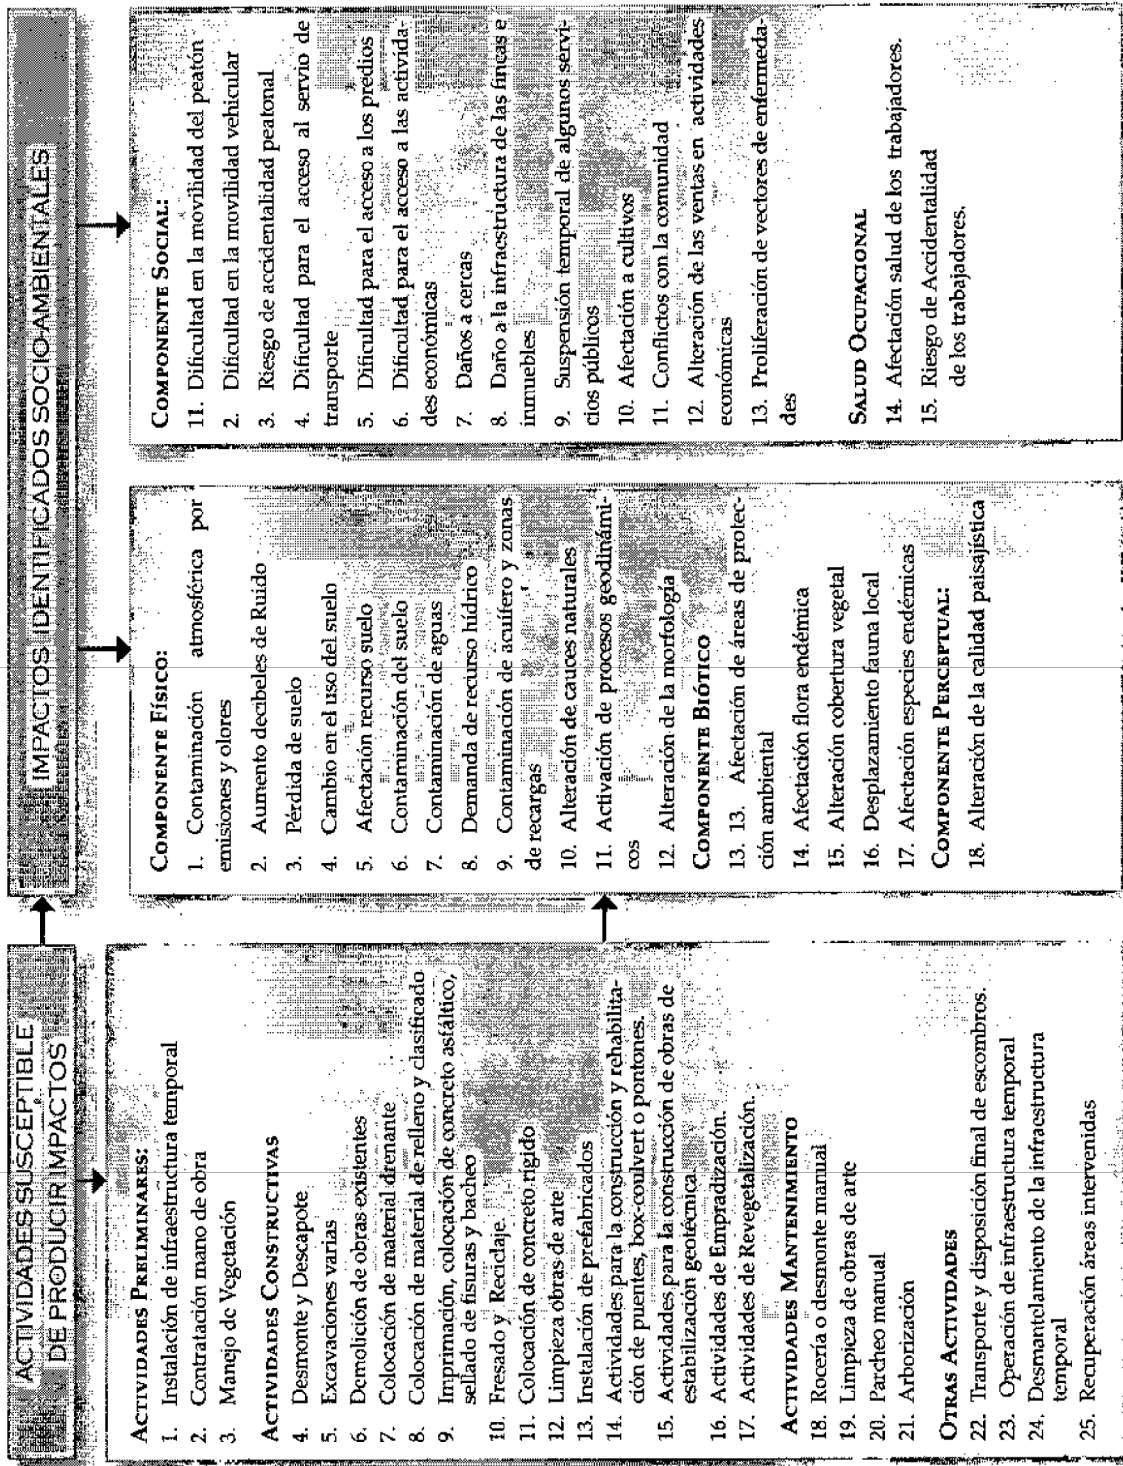 ACTIVIDADES SUSCEPTIBLE
DE PRODUCIR IMPACTOS
ACTIVIDADES PRELIMINARES:
1. Instalación de infraestructura temporal
2. Contratación mano de obra
3. Manejo de Vegetación
ACTIVIDADES CONSTRUCTIVAS
4. Desmonte y Descapote
5. Excavaciones varias
6. Demolición de obras existentes
7. Colocación de material drenante
8. Colocación de material de relleno y clasificado
9. Imprimación, colocación de concreto asfáltico,
sellado de fisuras y bacheo
10. Fresado y Reciclaje.
11. Colocación de concreto rígido
12. Limpieza obras de arte
13. Instalación de prefabricados
14. Actividades para la construcción y rehabilita-
ción de puentes, box-coulvert o pontones.
15. Actividades para la construcción de obras de
estabilización geotécnica
16. Actividades de Empradización.
17. Actividades de Revegetalización.
ACTIVIDADES MANTENIMIENTO
18. Rocería o desmonte manual
19. Limpieza de obras de arte
20. Parcheo manual
21. Arborización
OTRAS ACTIVIDADES
22. Transporte y disposición final de escombros.
23. Operación de infraestructura temporal
24. Desmantelamiento de la infraestructura
temporal
25. Recuperación áreas intervenidas
IMPACTOS IDENTIFICADOS SOCIO-AMBIENTALES
COMPONENTE FÍSICO:
1. Contaminación atmosférica por
emisiones y olores
2. Aumento decibeles de Ruido
3. Pérdida de suelo
4. Cambio en el uso del suelo
5. Afectación recurso suelo
6. Contaminación del suelo
7. Contaminación de aguas
8. Demanda de recurso hídrico
9. Contaminación de acuífero y zonas
de recargas
10. Alteración de cauces naturales
11. Activación de procesos geodinámi-
cos
12. Alteración de la morfología
COMPONENTE BIÓTICO
13. 13. Afectación de áreas de protec-
ción ambiental
14. Afectación flora endémica
15. Alteración cobertura vegetal
16. Desplazamiento fauna local
17. Afectación especies endémicas
COMPONENTE PERCEPTUAL:
18. Alteración de la calidad paisajística
COMPONENTE SOCIAL:
11. Dificultad en la movilidad del peatón
2. Dificultad en la movilidad vehicular
3. Riesgo de accidentalidad peatonal
4. Dificultad para el acceso al servio de
transporte
5. Dificultad para el acceso a los predios
6. Dificultad para el acceso a las activida-
des económicas
7. Daños a cercas
8. Daño a la infraestructura de las fincas e
inmuebles
9. Suspensión temporal de algunos servi-
cios públicos
10. Afectación a cultivos
11. Conflictos con la comunidad
12. Alteración de las ventas en actividades
económicas
13. Proliferación de vectores de enfermeda-
des
SALUD OCUPACIONAL
14. Afectación salud de los trabajadores.
15. Riesgo de Accidentalidad
de los trabajadores.